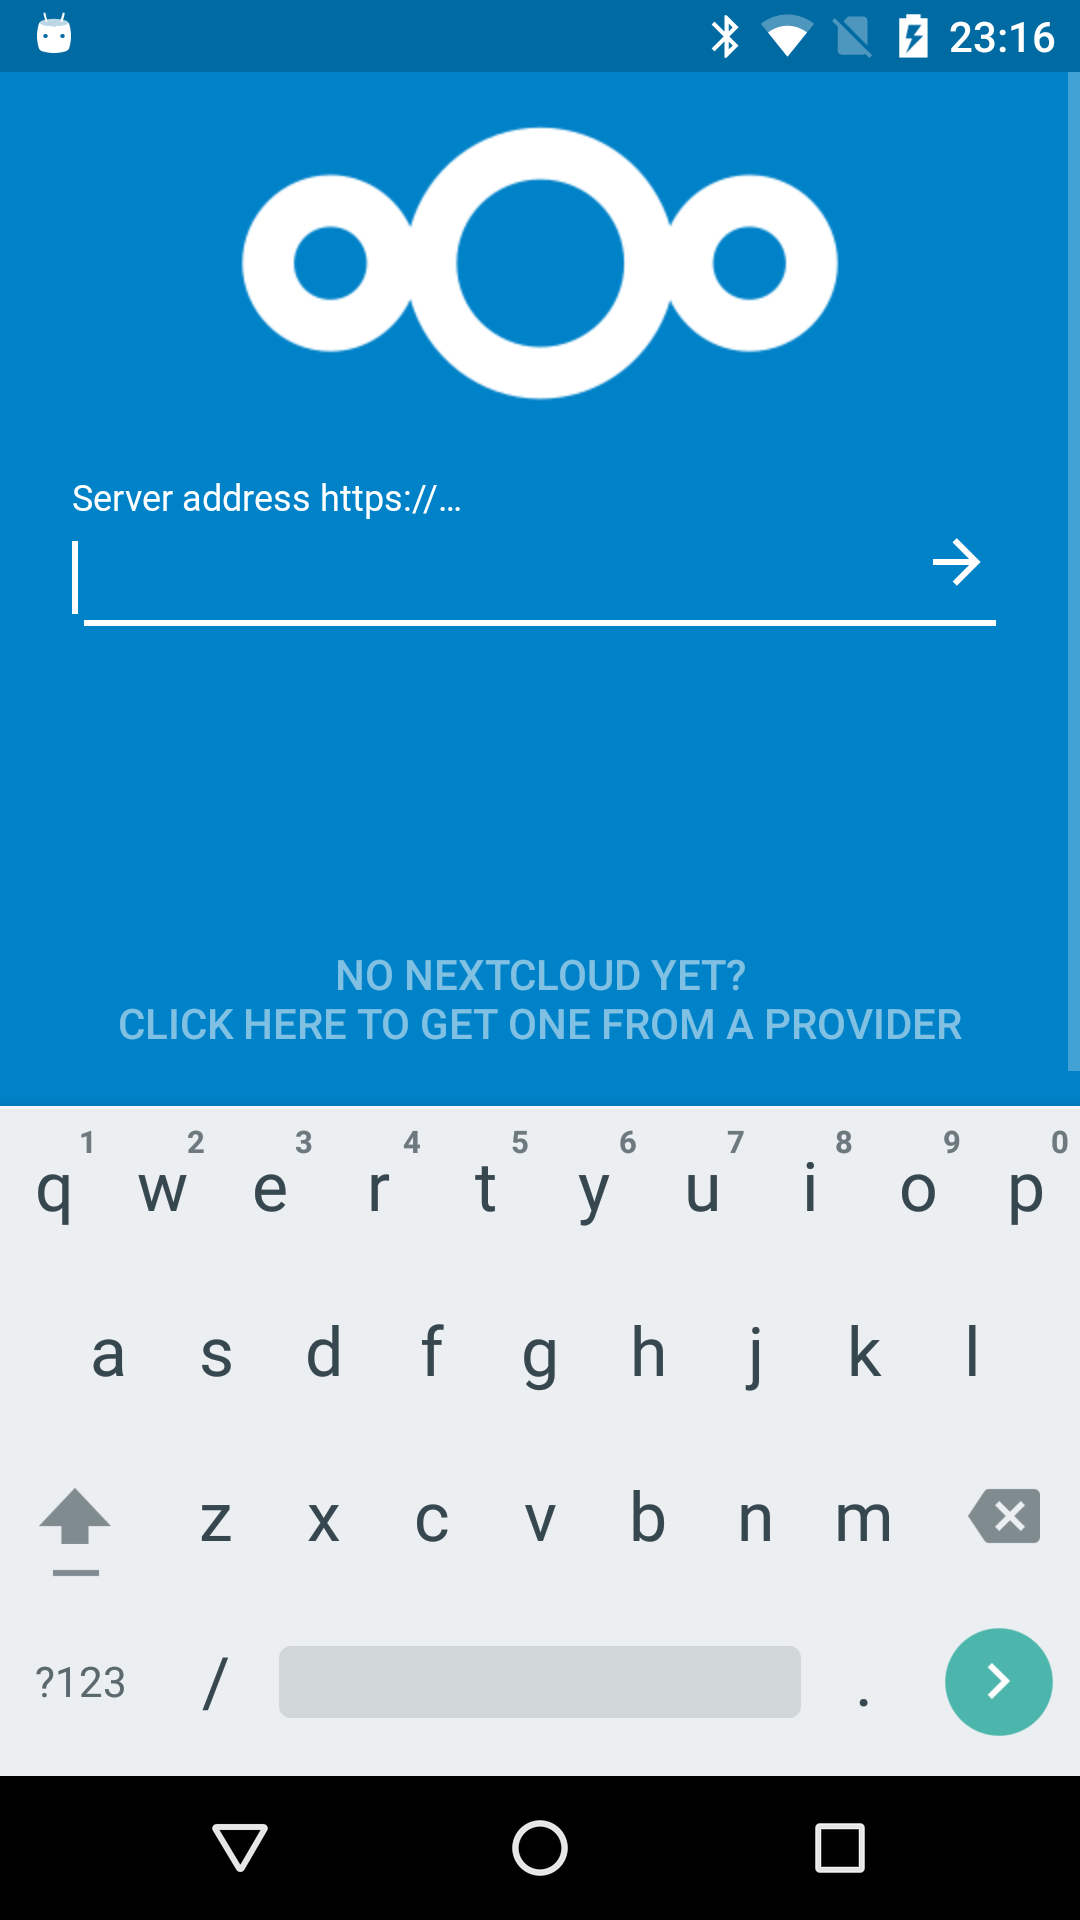 23:16
Server address https://…
NO NEXTCLOUD YET?
CLICK HERE TO GET ONE FROM A PROVIDER
1 2 3 4 5 6 7 8 9 0
q w e r t y u i o p
a s d f g h j k l
z x c v b n m
?123 / .